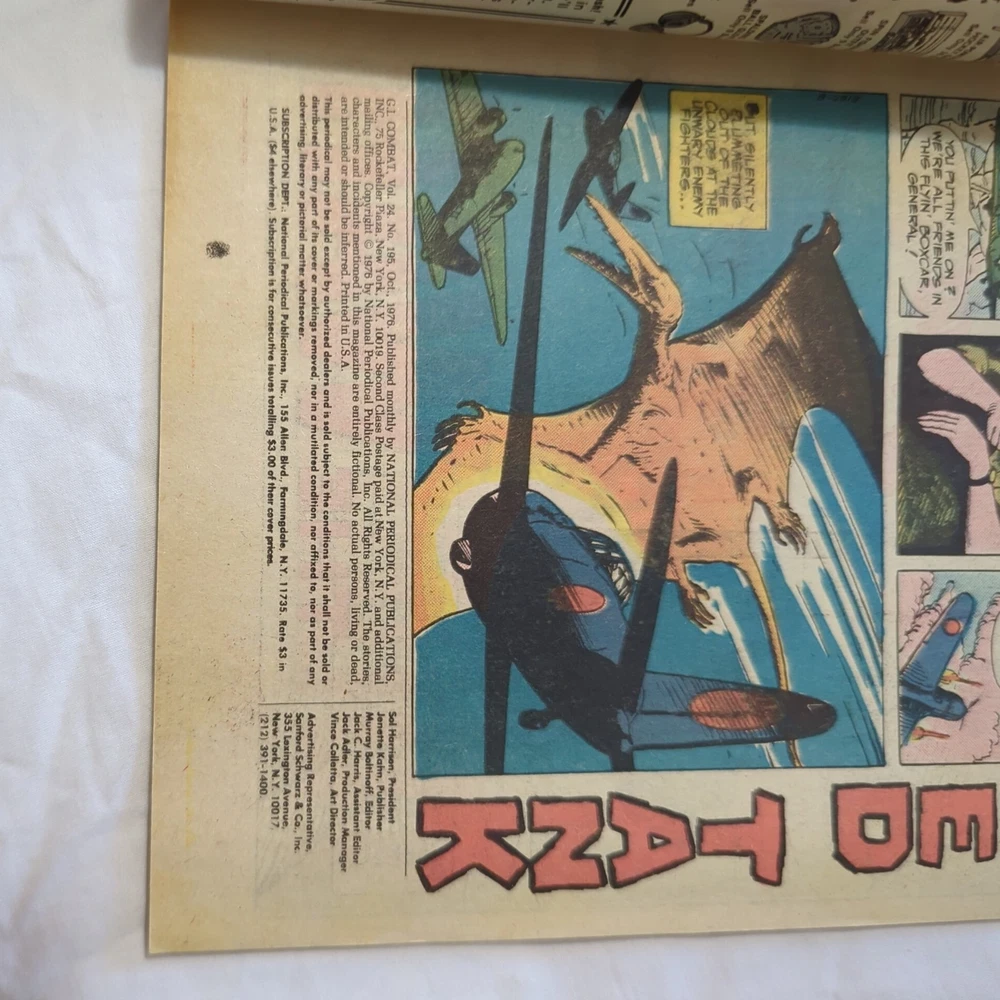 YOU PUTTIN' ME ON?
WE'RE ALL FRIENDS IN
THIS FLYIN' BOXCAR,
GENERAL!
BUT SILENTLY
PLUMMETING
OUT OF THE
CLOUDS AT THE
UNWARY ENEMY
FIGHTERS...
E
D
TANK
G.I. COMBAT, Vol. 24, No. 195, Oct., 1976. Published monthly by NATIONAL PERIODICAL PUBLICATIONS,
INC., 75 Rockefeller Plaza, New York, N.Y. 10019. Second Class Postage paid at New York, N.Y. and additional
mailing offices. Copyright © 1976 by National Periodical Publications, Inc. All Rights Reserved. The stories,
characters and incidents mentioned in this magazine are entirely fictional. No actual persons, living or dead,
are intended or should be inferred. Printed in U.S.A.
This periodical may not be sold except by authorized dealers and is sold subject to the conditions that it shall not be sold or
distributed with any part of its cover or markings removed, nor in a mutilated condition, nor affixed to, nor as part of any
advertising, literary or pictorial matter whatsoever.
SUBSCRIPTION DEPT.: National Periodical Publications, Inc., 155 Allen Blvd., Farmingdale, N.Y. 11735. Rate $3 in
U.S.A. ($4 elsewhere). Subscription is for consecutive issues totalling $3.00 of their cover prices.
Sol Harrison, President
Jenette Kahn, Publisher
Murray Boltinoff, Editor
Jack C. Harris, Assistant Editor
Jack Adler, Production Manager
Vince Colletta, Art Director
Advertising Representative,
Sanford Schwarz & Co., Inc.
355 Lexington Avenue,
New York, N.Y. 10017
(212) 391-1400.